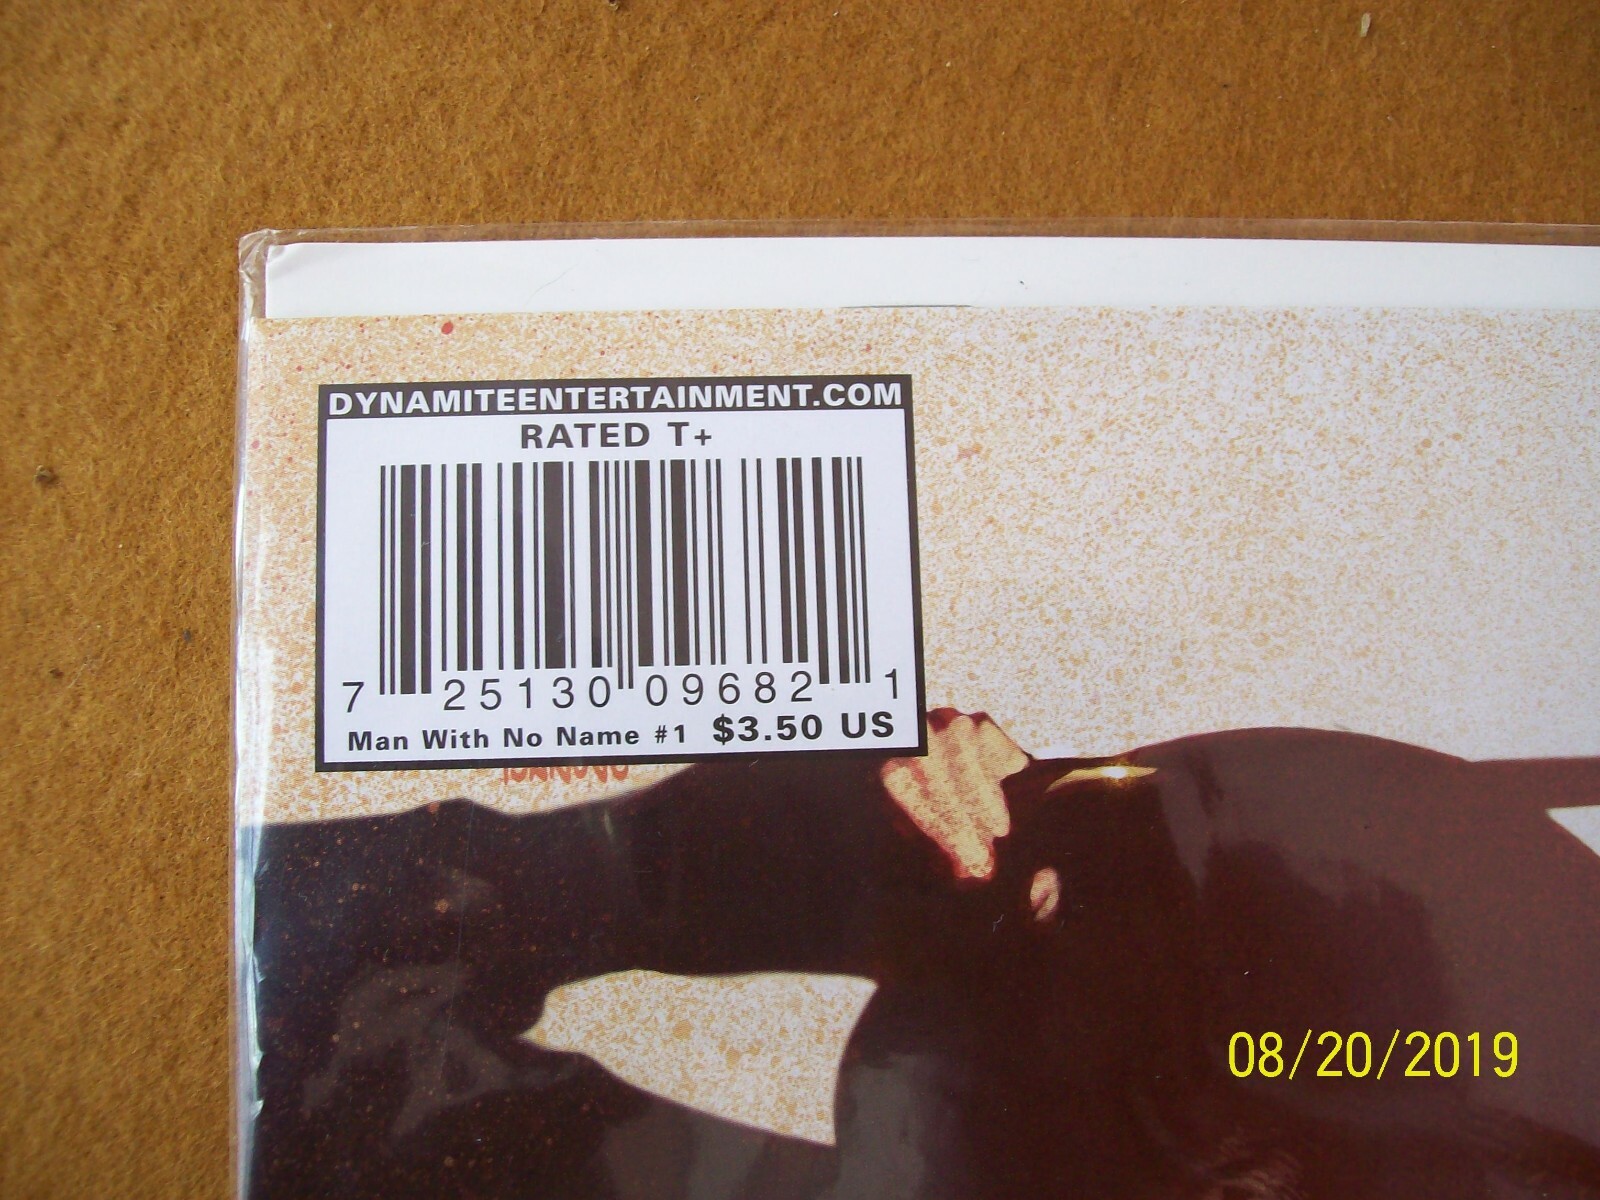 DYNAMITEENTERTAINMENT.COM
RATED T+
7 25130 09682 1
Man With No Name #1 $3.50 US
08/20/2019